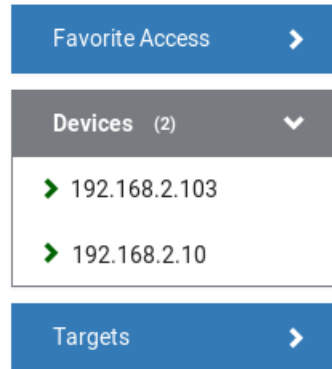 Favorite Access
Devices (2)
192.168.2.103
192.168.2.10
Targets